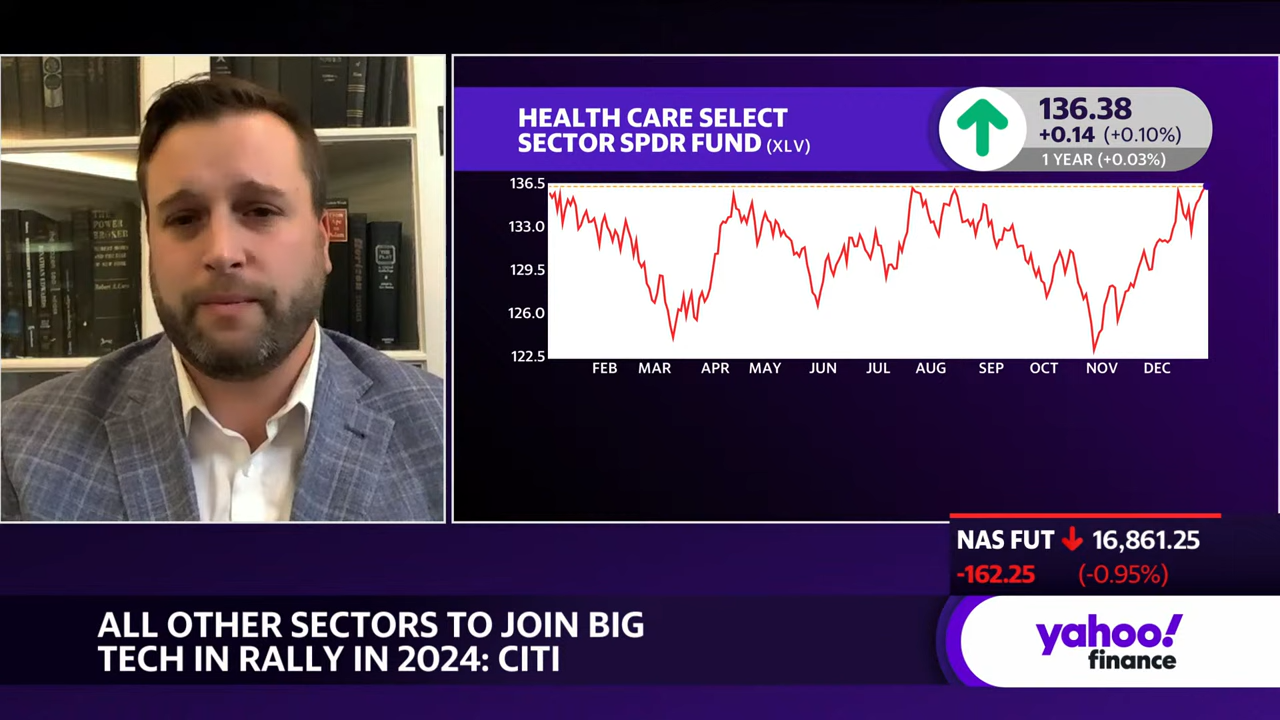 HEALTH CARE SELECT
SECTOR SPDR FUND (XLV)
136.38
+0.14 (+0.10%)
1 YEAR (+0.03%)
136.5
133.0
129.5
126.0
122.5
FEB MAR APR MAY JUN JUL AUG SEP OCT NOV DEC
THE
POWER
BROKER
NAS FUT 16,861.25
-162.25 (-0.95%)
ALL OTHER SECTORS TO JOIN BIG
TECH IN RALLY IN 2024: CITI
yahoo!
finance